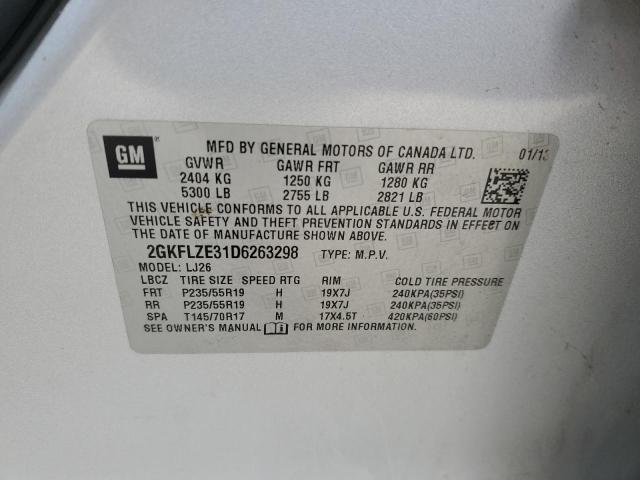 GM
MFD BY GENERAL MOTORS OF CANADA LTD. 01/13
GVWR GAWR FRT GAWR RR
2404 KG 1250 KG 1280 KG
5300 LB 2755 LB 2821 LB
THIS VEHICLE CONFORMS TO ALL APPLICABLE U.S. FEDERAL MOTOR
VEHICLE SAFETY AND THEFT PREVENTION STANDARDS IN EFFECT ON
THE DATE OF MANUFACTURE SHOWN ABOVE.
2GKFLZE31D6263298 TYPE: M.P.V.
MODEL: LJ26
LBCZ TIRE SIZE SPEED RTG RIM COLD TIRE PRESSURE
FRT P235/55R19 H 19X7J 240KPA(35PSI)
RR P235/55R19 H 19X7J 240KPA(35PSI)
SPA T145/70R17 M 17X4.5T 420KPA(60PSI)
SEE OWNER'S MANUAL FOR MORE INFORMATION